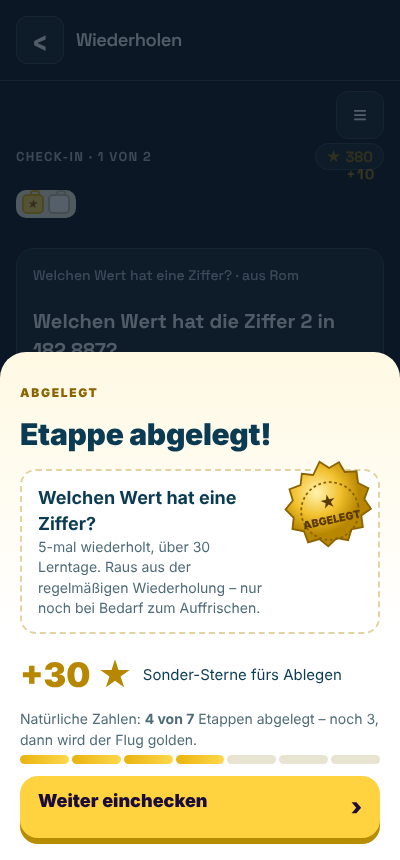 < Wiederholen
≡
CHECK-IN · 1 VON 2
★ 380
+10
Welchen Wert hat eine Ziffer? · aus Rom
Welchen Wert hat die Ziffer 2 in
182.887?
ABGELEGT
Etappe abgelegt!
Welchen Wert hat eine
Ziffer?
5-mal wiederholt, über 30
Lerntage. Raus aus der
regelmäßigen Wiederholung – nur
noch bei Bedarf zum Auffrischen.
★
ABGELEGT
+30 ★ Sonder-Sterne fürs Ablegen
Natürliche Zahlen: 4 von 7 Etappen abgelegt – noch 3,
dann wird der Flug golden.
Weiter einchecken ›